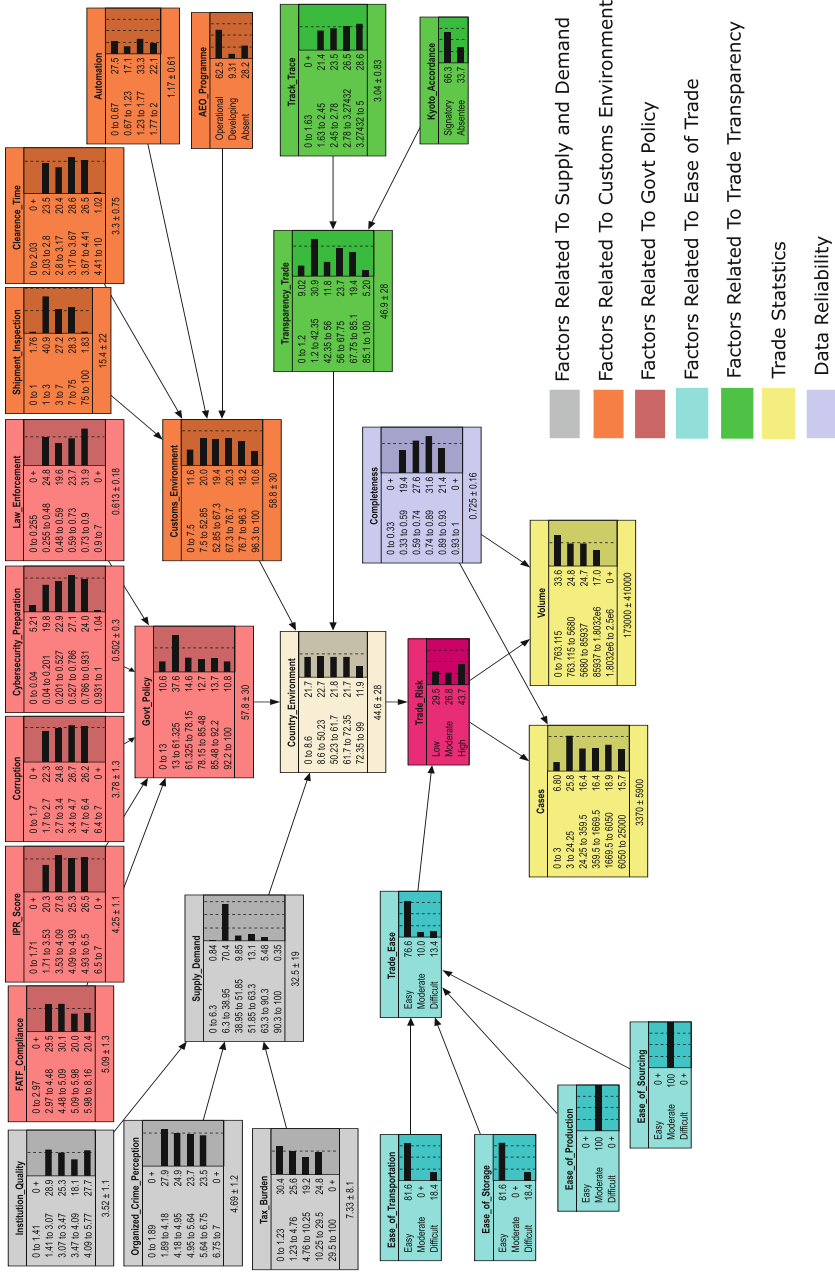 Institution_Quality
0 to 1.41 0 +
1.41 to 3.07 28.9
3.07 to 3.47 25.3
3.47 to 4.09 18.1
4.09 to 5.77 27.7
3.52 ± 1.1
FATF_Compliance
0 to 2.97 0 +
2.97 to 4.48 29.5
4.48 to 5.09 30.1
5.09 to 5.98 20.0
5.98 to 8.16 20.4
5.09 ± 1.3
IPR_Score
0 to 1.71 0 +
1.71 to 3.53 20.3
3.53 to 4.09 27.8
4.09 to 4.93 25.3
4.93 to 6.5 26.5
6.5 to 7 0 +
4.25 ± 1.1
Corruption
0 to 1.7 0 +
1.7 to 2.7 22.3
2.7 to 3.4 24.8
3.4 to 4.7 26.7
4.7 to 6.4 26.2
6.4 to 7 0 +
3.78 ± 1.3
Cybersecurity_Preparation
0 to 0.04 5.21
0.04 to 0.201 19.8
0.201 to 0.527 22.9
0.527 to 0.786 27.1
0.786 to 0.931 24.0
0.931 to 1 1.04
0.502 ± 0.3
Law_Enforcement
0 to 0.255 0 +
0.255 to 0.48 24.8
0.48 to 0.59 19.6
0.59 to 0.73 23.7
0.73 to 0.9 31.9
0.9 to 7 0 +
0.613 ± 0.18
Shipment_Inspection
0 to 1 1.76
1 to 3 40.9
3 to 7 27.2
7 to 75 28.3
75 to 100 1.83
15.4 ± 22
Clearence_Time
0 to 2.03 0 +
2.03 to 2.8 23.5
2.8 to 3.17 20.4
3.17 to 3.67 28.6
3.67 to 4.41 26.5
4.41 to 10 1.02
3.3 ± 0.75
Automation
0 to 0.67 27.5
0.67 to 1.23 17.1
1.23 to 1.77 33.3
1.77 to 2 22.1
1.17 ± 0.61
Organized_Crime_Perception
0 to 1.89 0 +
1.89 to 4.18 27.9
4.18 to 4.95 24.9
4.95 to 5.64 23.7
5.64 to 6.75 23.5
6.75 to 7 0 +
4.69 ± 1.2
Govt_Policy
0 to 13 10.6
13 to 61.325 37.6
61.325 to 78.15 14.6
78.15 to 85.48 12.7
85.48 to 92.2 13.7
92.2 to 100 10.8
57.8 ± 30
Customs_Environment
0 to 7.5 11.6
7.5 to 52.85 20.0
52.85 to 67.3 19.4
67.3 to 76.7 20.3
76.7 to 96.3 18.2
96.3 to 100 10.6
58.8 ± 30
AEO_Programme
Operational 62.5
Developing 9.31
Absent 28.2
Supply_Demand
0 to 6.3 0.84
6.3 to 38.95 70.4
38.95 to 51.85 9.85
51.85 to 63.3 13.1
63.3 to 90.3 5.48
90.3 to 100 0.35
32.5 ± 19
Tax_Burden
0 to 1.23 30.4
1.23 to 4.76 25.6
4.76 to 10.25 19.2
10.25 to 29.5 24.8
29.5 to 100 0 +
7.33 ± 8.1
Country_Environment
0 to 8.6 21.7
8.6 to 50.23 22.7
50.23 to 61.7 21.8
61.7 to 72.35 21.7
72.35 to 99 11.9
44.6 ± 28
Transparency_Trade
0 to 1.2 9.02
1.2 to 42.35 30.9
42.35 to 56 11.8
56 to 67.75 23.7
67.75 to 85.1 19.4
85.1 to 100 5.20
46.9 ± 28
Track_Trace
0 to 1.63 0 +
1.63 to 2.45 21.4
2.45 to 2.78 23.5
2.78 to 3.27432 26.5
3.27432 to 5 28.6
3.04 ± 0.83
Ease_of_Transportation
Easy 81.6
Moderate 0 +
Difficult 18.4
Trade_Ease
Easy 76.6
Moderate 10.0
Difficult 13.4
Trade_Risk
Low 29.5
Moderate 26.8
High 43.7
Completeness
0 to 0.33 0 +
0.33 to 0.59 19.4
0.59 to 0.74 27.6
0.74 to 0.89 31.6
0.89 to 0.93 21.4
0.93 to 1 0 +
0.725 ± 0.16
Kyoto_Accordance
Signatory 66.3
Absentee 33.7
Ease_of_Storage
Easy 81.6
Moderate 0 +
Difficult 18.4
Cases
0 to 3 6.80
3 to 24.25 25.8
24.25 to 359.5 16.4
359.5 to 1669.5 16.4
1669.5 to 6050 18.9
6050 to 25000 15.7
3370 ± 5900
Volume
0 to 763.115 33.6
763.115 to 5680 24.8
5680 to 85937 24.7
85937 to 1.8032e6 17.0
1.8032e6 to 2.5e6 0 +
173000 ± 410000
Ease_of_Production
Easy 0 +
Moderate 100
Difficult 0 +
Ease_of_Sourcing
Easy 0 +
Moderate 100
Difficult 0 +
Factors Related To Supply and Demand
Factors Related To Customs Environment
Factors Related To Govt Policy
Factors Related To Ease of Trade
Factors Related To Trade Transparency
Trade Statstics
Data Reliability